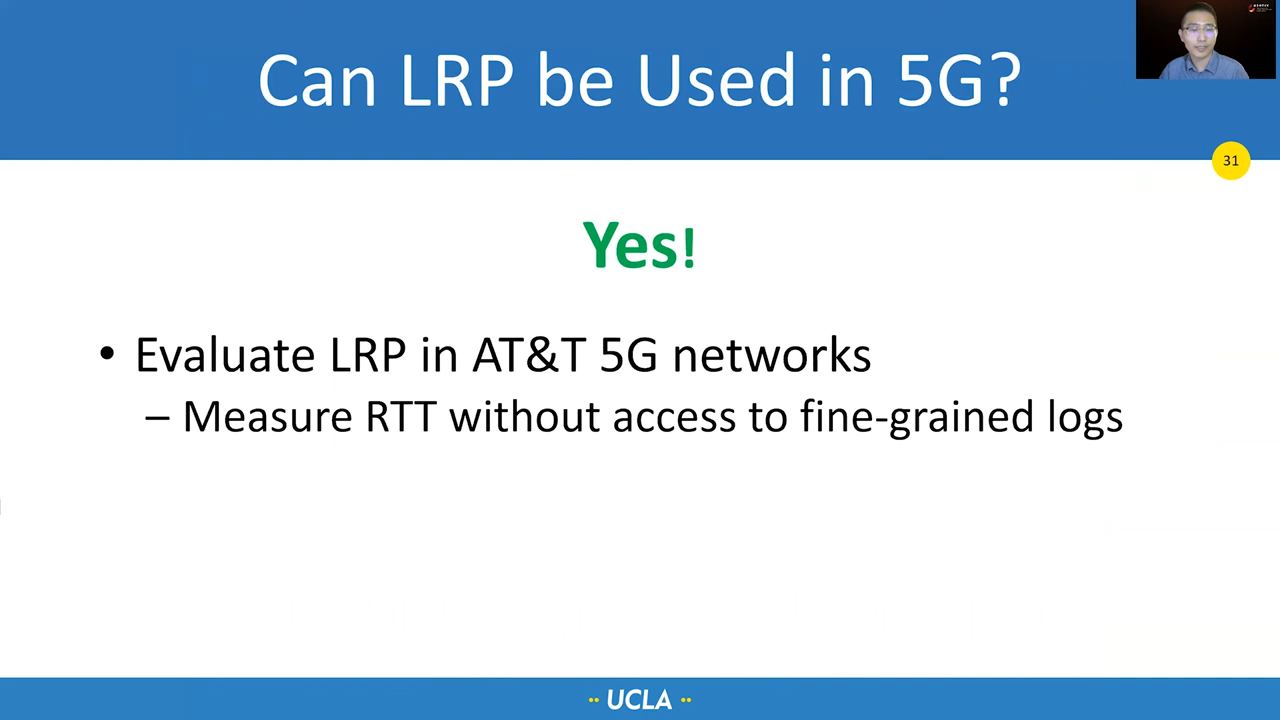 Can LRP be Used in 5G?
31
Yes!
• Evaluate LRP in AT&T 5G networks
– Measure RTT without access to fine-grained logs
UCLA